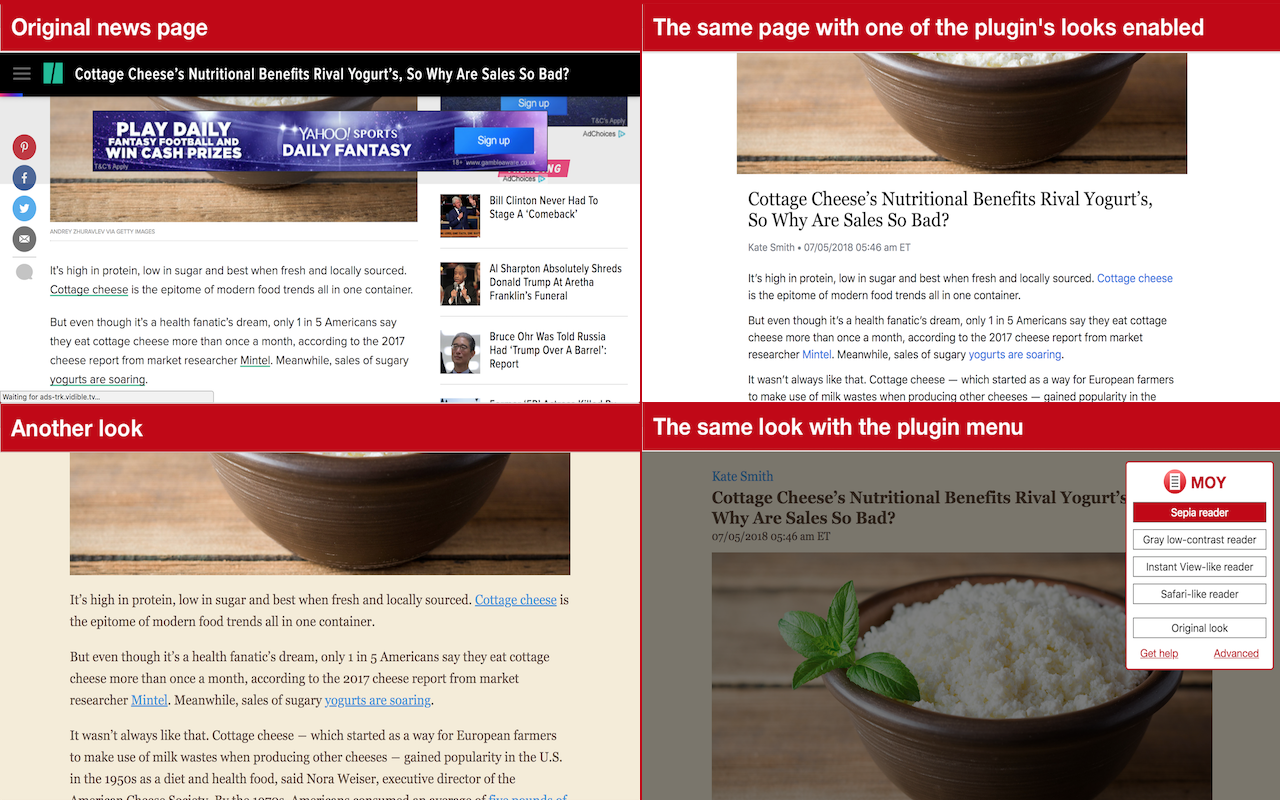 Original news page
Cottage Cheese’s Nutritional Benefits Rival Yogurt’s, So Why Are Sales So Bad?
Sign up
T&C's Apply
AdChoices
PLAY DAILY
FANTASY FOOTBALL AND
WIN CASH PRIZES
T&C's Apply
YAHOO! SPORTS
DAILY FANTASY
Sign up
18+ www.gambleaware.co.uk
AdChoices
ANDREY ZHURAVLEV VIA GETTY IMAGES
It’s high in protein, low in sugar and best when fresh and locally sourced.
Cottage cheese is the epitome of modern food trends all in one container.
But even though it’s a health fanatic’s dream, only 1 in 5 Americans say
they eat cottage cheese more than once a month, according to the 2017
cheese report from market researcher Mintel. Meanwhile, sales of sugary
yogurts are soaring.
Waiting for ads-trk.vidible.tv...
Bill Clinton Never Had To
Stage A ‘Comeback’
Al Sharpton Absolutely Shreds
Donald Trump At Aretha
Franklin’s Funeral
Bruce Ohr Was Told Russia
Had ‘Trump Over A Barrel’:
Report
The same page with one of the plugin's looks enabled
Cottage Cheese’s Nutritional Benefits Rival Yogurt’s,
So Why Are Sales So Bad?
Kate Smith • 07/05/2018 05:46 am ET
It’s high in protein, low in sugar and best when fresh and locally sourced. Cottage cheese
is the epitome of modern food trends all in one container.
But even though it’s a health fanatic’s dream, only 1 in 5 Americans say they eat cottage
cheese more than once a month, according to the 2017 cheese report from market
researcher Mintel. Meanwhile, sales of sugary yogurts are soaring.
It wasn’t always like that. Cottage cheese — which started as a way for European farmers
to make use of milk wastes when producing other cheeses — gained popularity in the
Another look
It’s high in protein, low in sugar and best when fresh and locally sourced. Cottage cheese is
the epitome of modern food trends all in one container.
But even though it’s a health fanatic’s dream, only 1 in 5 Americans say they eat cottage
cheese more than once a month, according to the 2017 cheese report from market
researcher Mintel. Meanwhile, sales of sugary yogurts are soaring.
It wasn’t always like that. Cottage cheese — which started as a way for European farmers
to make use of milk wastes when producing other cheeses — gained popularity in the U.S.
in the 1950s as a diet and health food, said Nora Weiser, executive director of the
American Cheese Society. By the 1970s, Americans consumed an average of five pounds of
The same look with the plugin menu
Kate Smith
Cottage Cheese’s Nutritional Benefits Rival Yogurt’s
Why Are Sales So Bad?
07/05/2018 05:46 am ET
MOY
Sepia reader
Gray low-contrast reader
Instant View-like reader
Safari-like reader
Original look
Get help
Advanced